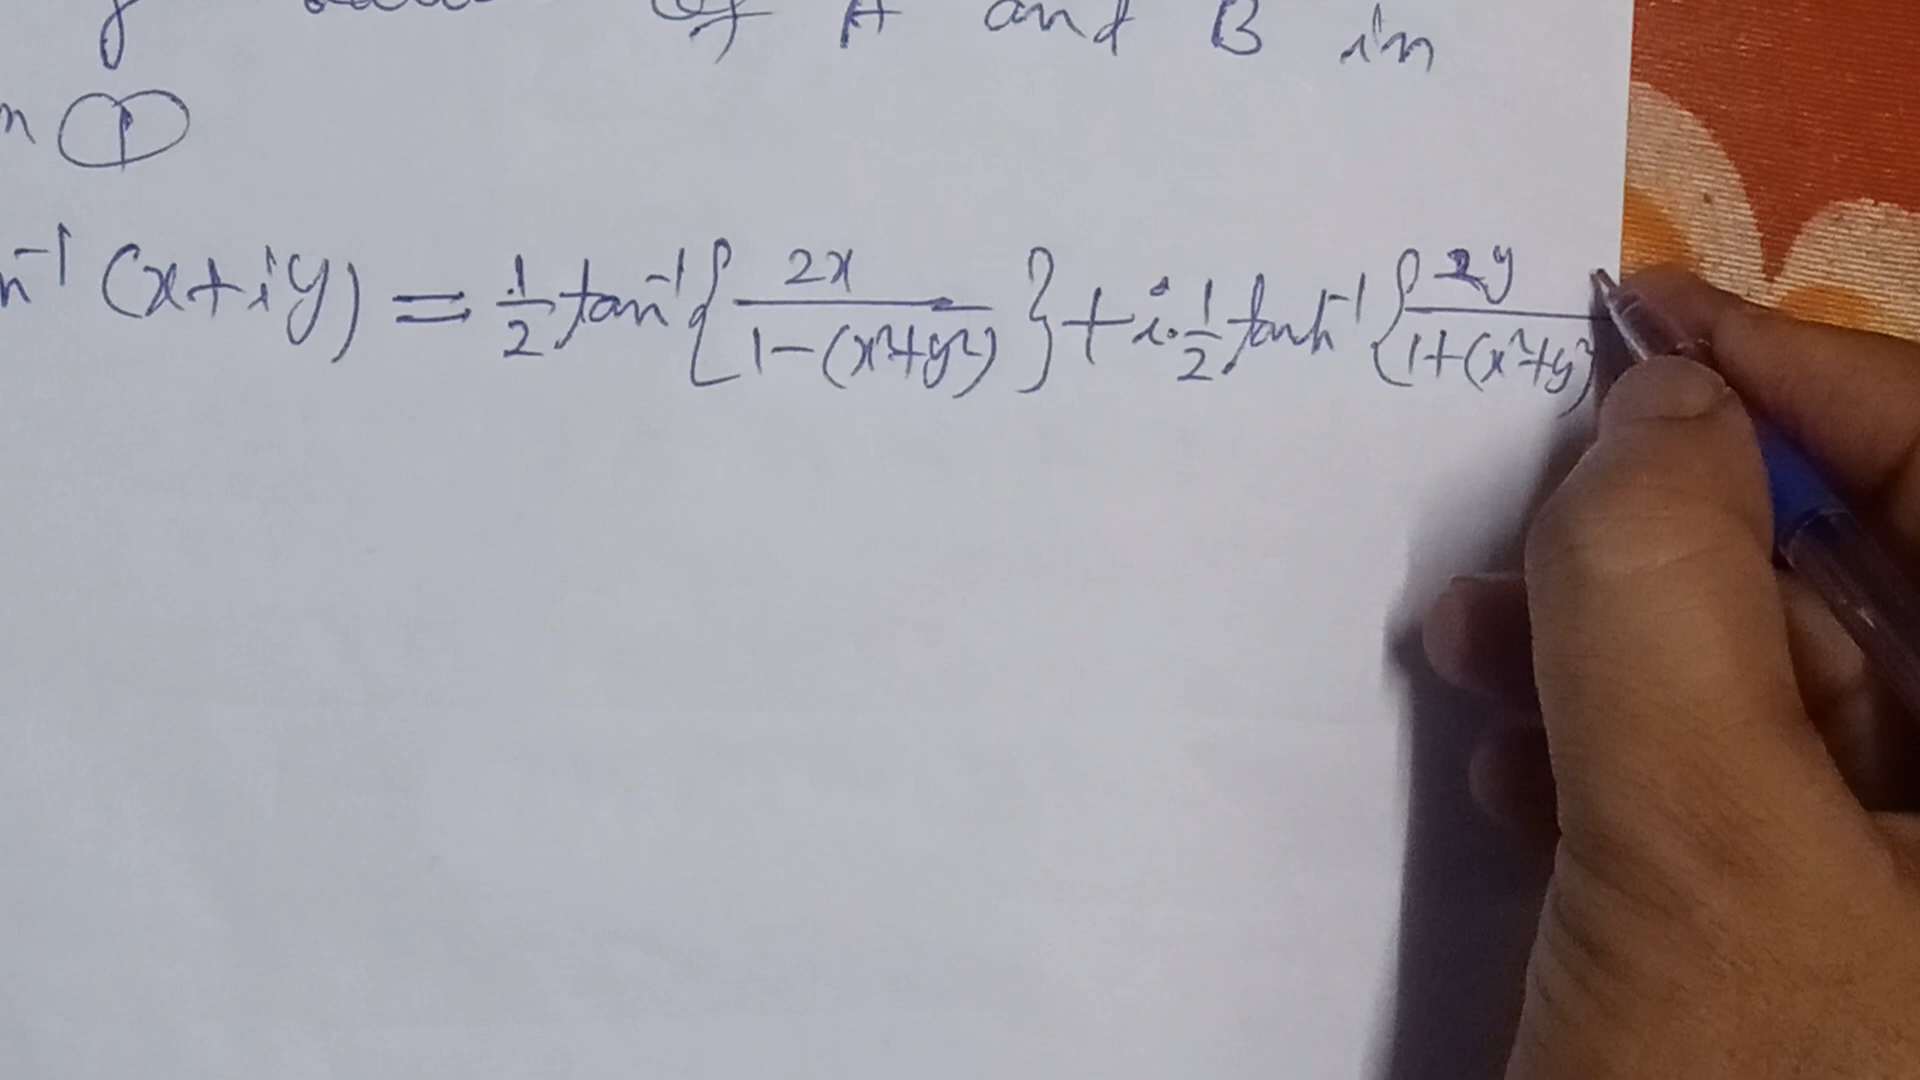 of A and B in
n ①
n⁻¹ (x+iy) = 1/2 tan⁻¹ { 2x / 1-(x²+y²) } + i. 1/2 tanh⁻¹ { 2y / 1+(x²+y²)